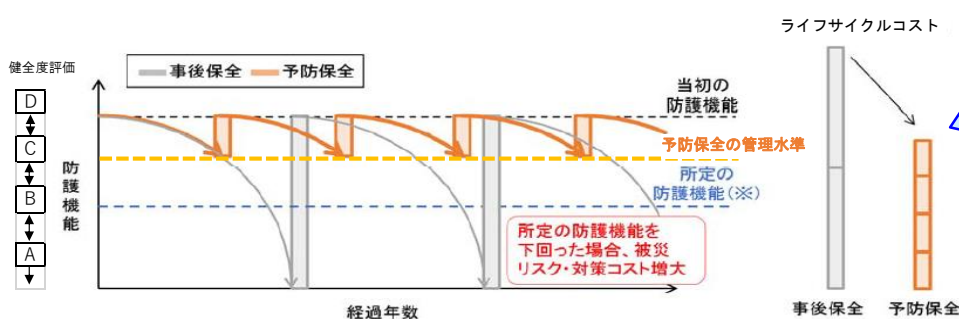 ライフサイクルコスト
健全度評価
事後保全
予防保全
D
C
B
A
防護機能
当初の
防護機能
予防保全の管理水準
所定の
防護機能(※)
所定の防護機能を
下回った場合、被災
リスク・対策コスト増大
経過年数
事後保全
予防保全